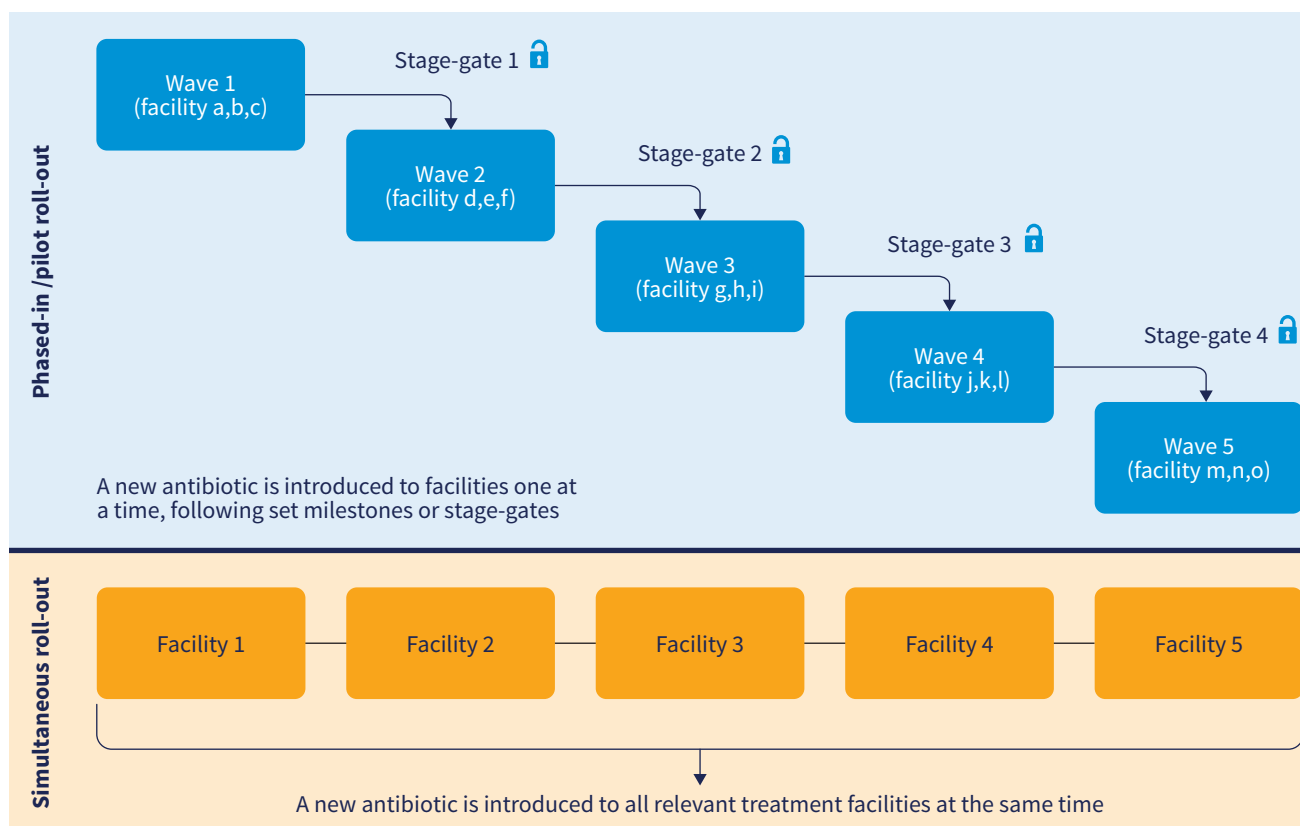 Phased-in /pilot roll-out
Wave 1
(facility a,b,c)
Stage-gate 1
Wave 2
(facility d,e,f)
Stage-gate 2
Wave 3
(facility g,h,i)
Stage-gate 3
Wave 4
(facility j,k,l)
Stage-gate 4
Wave 5
(facility m,n,o)
A new antibiotic is introduced to facilities one at
a time, following set milestones or stage-gates
Simultaneous roll-out
Facility 1
Facility 2
Facility 3
Facility 4
Facility 5
A new antibiotic is introduced to all relevant treatment facilities at the same time